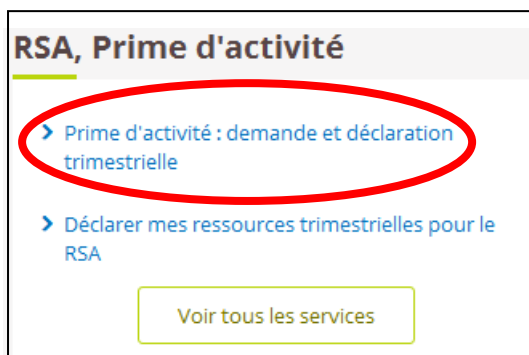 RSA, Prime d'activité
Prime d'activité : demande et déclaration
trimestrielle
Déclarer mes ressources trimestrielles pour le
RSA
Voir tous les services